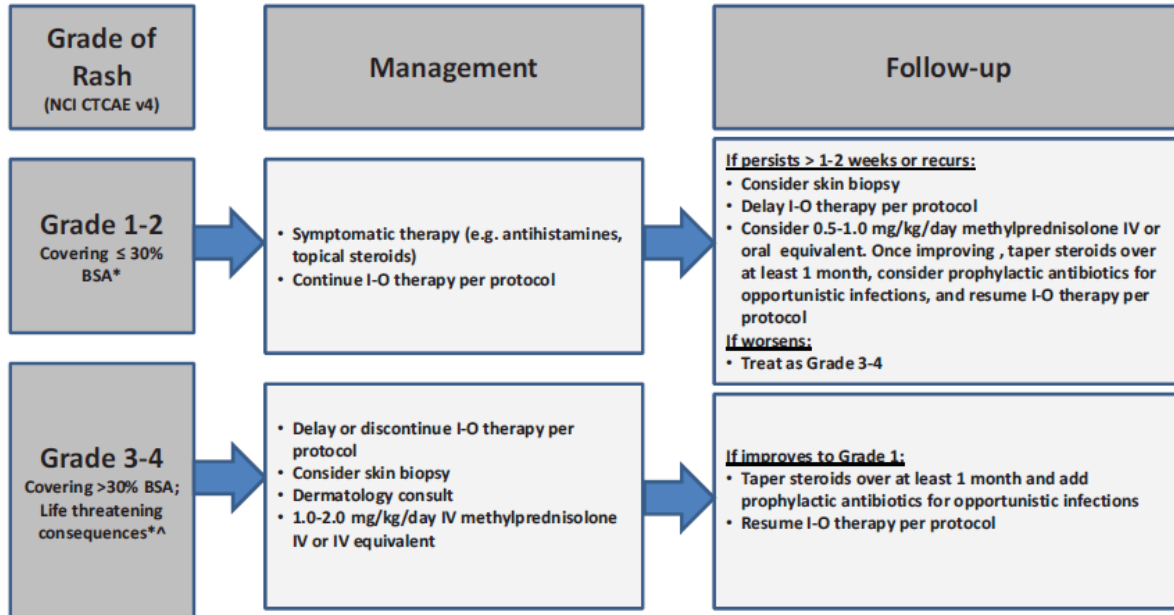 Grade of
Rash
(NCI CTCAE v4)
Management
Follow-up
Grade 1-2
Covering ≤ 30%
BSA*
• Symptomatic therapy (e.g. antihistamines,
topical steroids)
• Continue I-O therapy per protocol
If persists > 1-2 weeks or recurs:
• Consider skin biopsy
• Delay I-O therapy per protocol
• Consider 0.5-1.0 mg/kg/day methylprednisolone IV or
oral equivalent. Once improving , taper steroids over
at least 1 month, consider prophylactic antibiotics for
opportunistic infections, and resume I-O therapy per
protocol
If worsens:
• Treat as Grade 3-4
Grade 3-4
Covering >30% BSA;
Life threatening
consequences*^
• Delay or discontinue I-O therapy per
protocol
• Consider skin biopsy
• Dermatology consult
• 1.0-2.0 mg/kg/day IV methylprednisolone
IV or IV equivalent
If improves to Grade 1:
• Taper steroids over at least 1 month and add
prophylactic antibiotics for opportunistic infections
• Resume I-O therapy per protocol